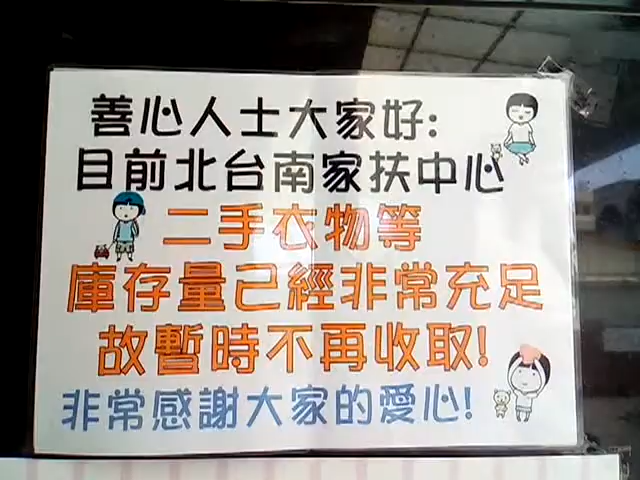 善心人士大家好:
目前北台南家扶中心
二手衣物等
庫存量已經非常充足
故暫時不再收取!
非常感謝大家的愛心!